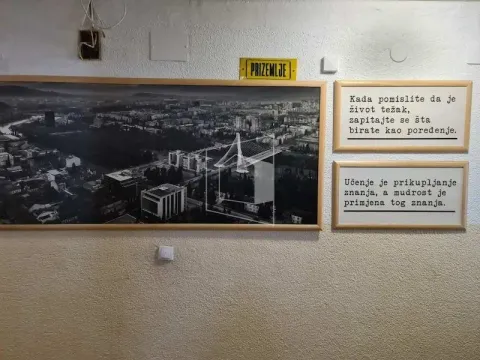 PRIZEMLJE
Kada pomislite da je
život težak,
zapitajte se šta
birate kao poređenje.
Učenje je prikupljanje
znanja, a mudrost je
primjena tog znanja.